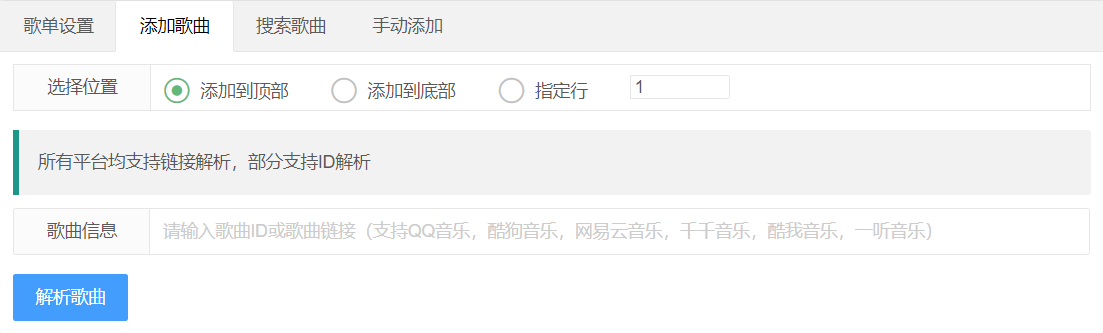 歌单设置 添加歌曲 搜索歌曲 手动添加
选择位置 添加到顶部 添加到底部 指定行 1
所有平台均支持链接解析，部分支持ID解析
歌曲信息 请输入歌曲ID或歌曲链接（支持QQ音乐，酷狗音乐，网易云音乐，千千音乐，酷我音乐，一听音乐）
解析歌曲